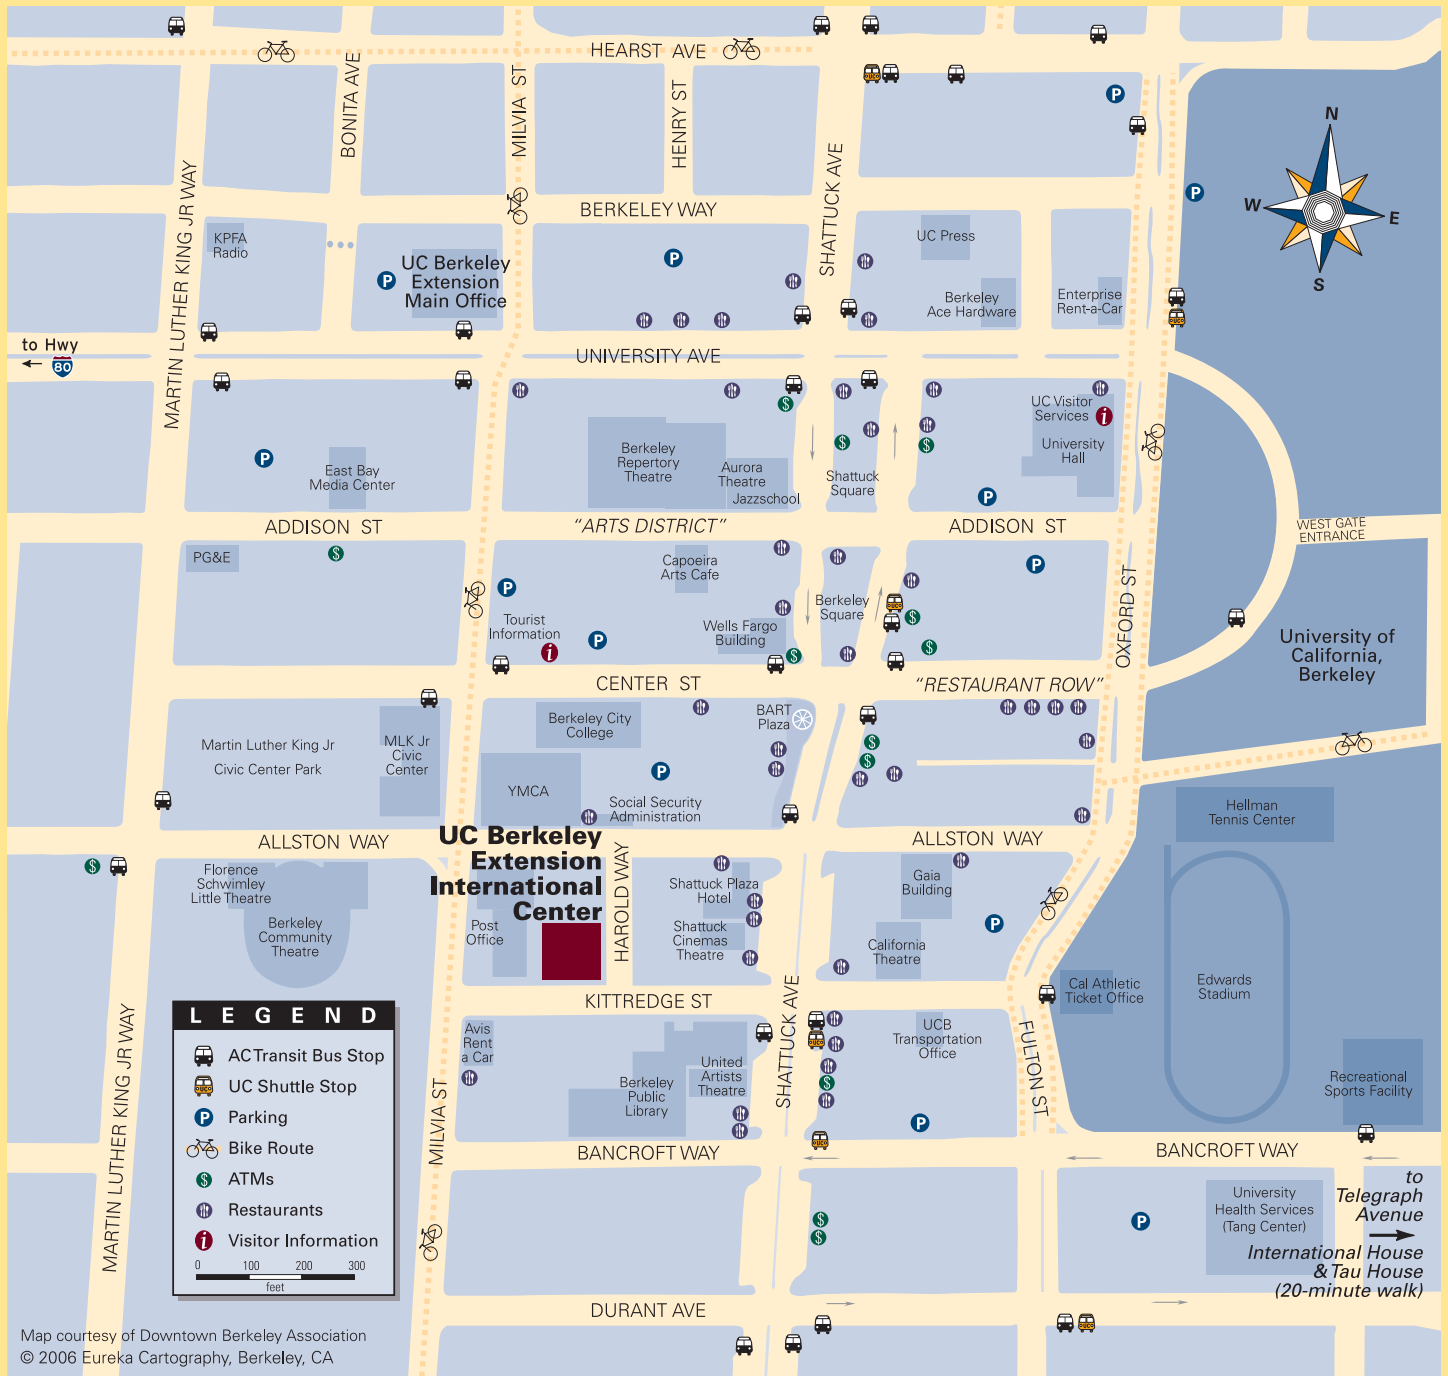 HEARST AVE
BONITA AVE
MILVIA ST
HENRY ST
SHATTUCK AVE
MARTIN LUTHER KING JR WAY
BERKELEY WAY
N
W
E
S
KPFA
Radio
UC Berkeley
Extension
Main Office
UC Press
Berkeley
Ace Hardware
Enterprise
Rent-a-Car
to Hwy
80
UNIVERSITY AVE
UC Visitor
Services
University
Hall
Berkeley
Repertory
Theatre
Aurora
Theatre
Jazzschool
Shattuck
Square
East Bay
Media Center
ADDISON ST
"ARTS DISTRICT"
ADDISON ST
WEST GATE
ENTRANCE
PG&E
Capoeira
Arts Cafe
Berkeley
Square
OXFORD ST
Tourist
Information
Wells Fargo
Building
University of
California,
Berkeley
CENTER ST
"RESTAURANT ROW"
Berkeley City
College
BART
Plaza
Martin Luther King Jr
Civic Center Park
MLK Jr
Civic
Center
YMCA
Social Security
Administration
Hellman
Tennis Center
ALLSTON WAY
ALLSTON WAY
UC Berkeley
Extension
International
Center
HAROLD WAY
Florence
Schwimley
Little Theatre
Berkeley
Community
Theatre
Post
Office
Shattuck Plaza
Hotel
Shattuck
Cinemas
Theatre
Gaia
Building
California
Theatre
Cal Athletic
Ticket Office
Edwards
Stadium
KITTREDGE ST
SHATTUCK AVE
Avis
Rent
a Car
United
Artists
Theatre
Berkeley
Public
Library
UCB
Transportation
Office
FULTON ST
Recreational
Sports Facility
MARTIN LUTHER KING JR WAY
MILVIA ST
LEGEND
AC Transit Bus Stop
UC Shuttle Stop
P Parking
Bike Route
$ ATMs
Restaurants
i Visitor Information
0 100 200 300
feet
BANCROFT WAY
BANCROFT WAY
University
Health Services
(Tang Center)
to
Telegraph
Avenue
International House
& Tau House
(20-minute walk)
DURANT AVE
Map courtesy of Downtown Berkeley Association
© 2006 Eureka Cartography, Berkeley, CA